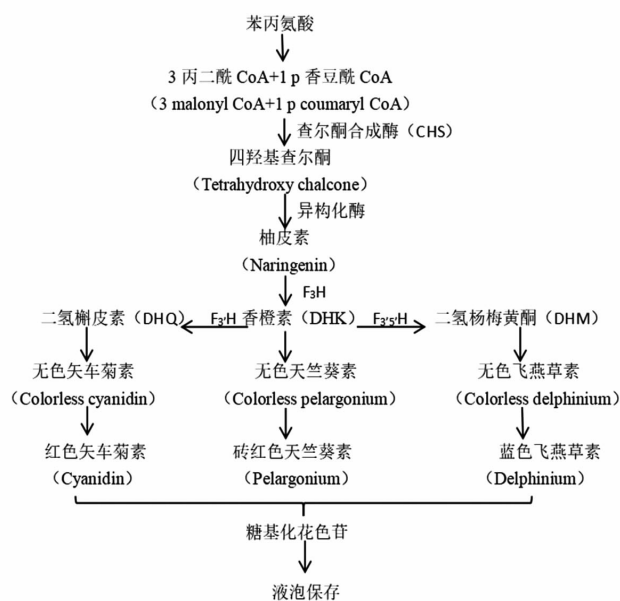 苯丙氨酸
3 丙二酰 CoA+1 p 香豆酰 CoA
(3 malonyl CoA+1 p coumaryl CoA)
查尔酮合成酶（CHS）
四羟基查尔酮
（Tetrahydroxy chalcone）
异构化酶
柚皮素
（Naringenin）
F₃H
二氢槲皮素（DHQ） F₃'H 香橙素（DHK） F₃'₅'H 二氢杨梅黄酮（DHM）
无色矢车菊素 无色天竺葵素 无色飞燕草素
（Colorless cyanidin） （Colorless pelargonium） （Colorless delphinium）
红色矢车菊素 砖红色天竺葵素 蓝色飞燕草素
（Cyanidin） （Pelargonium） （Delphinium）
糖基化花色苷
液泡保存